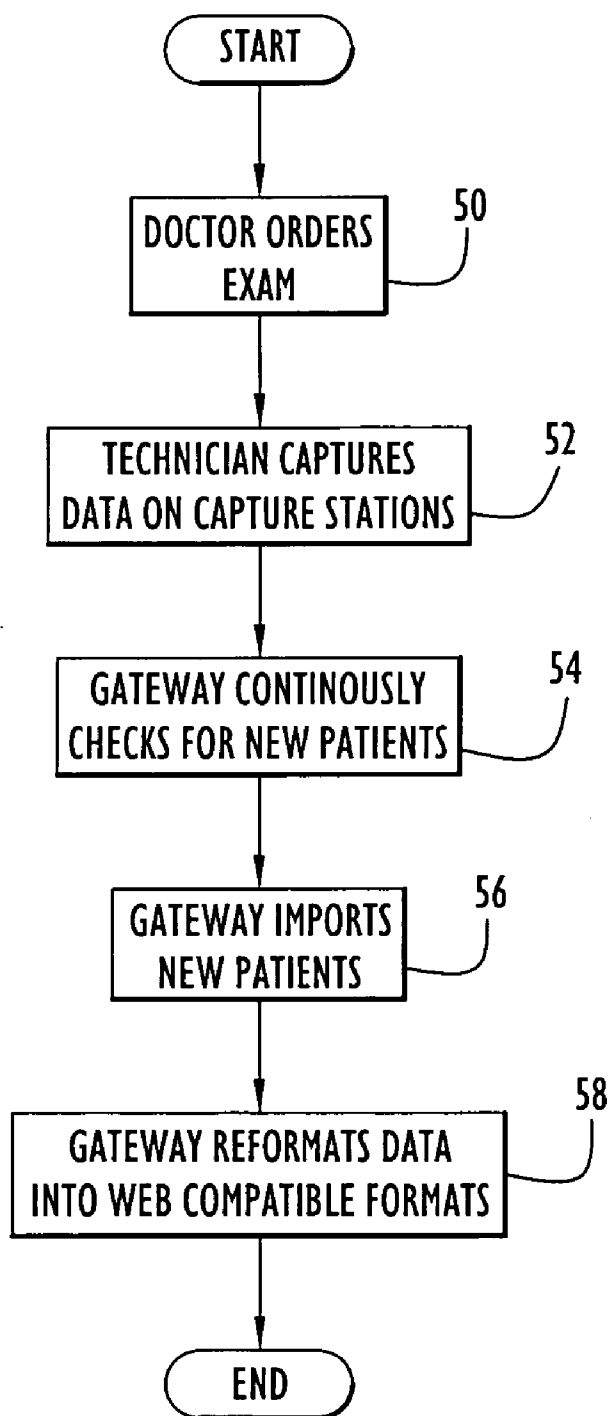 START
DOCTOR ORDERS
EXAM
50
TECHNICIAN CAPTURES
DATA ON CAPTURE STATIONS
52
GATEWAY CONTINOUSLY
CHECKS FOR NEW PATIENTS
54
GATEWAY IMPORTS
NEW PATIENTS
56
GATEWAY REFORMATS DATA
INTO WEB COMPATIBLE FORMATS
58
END